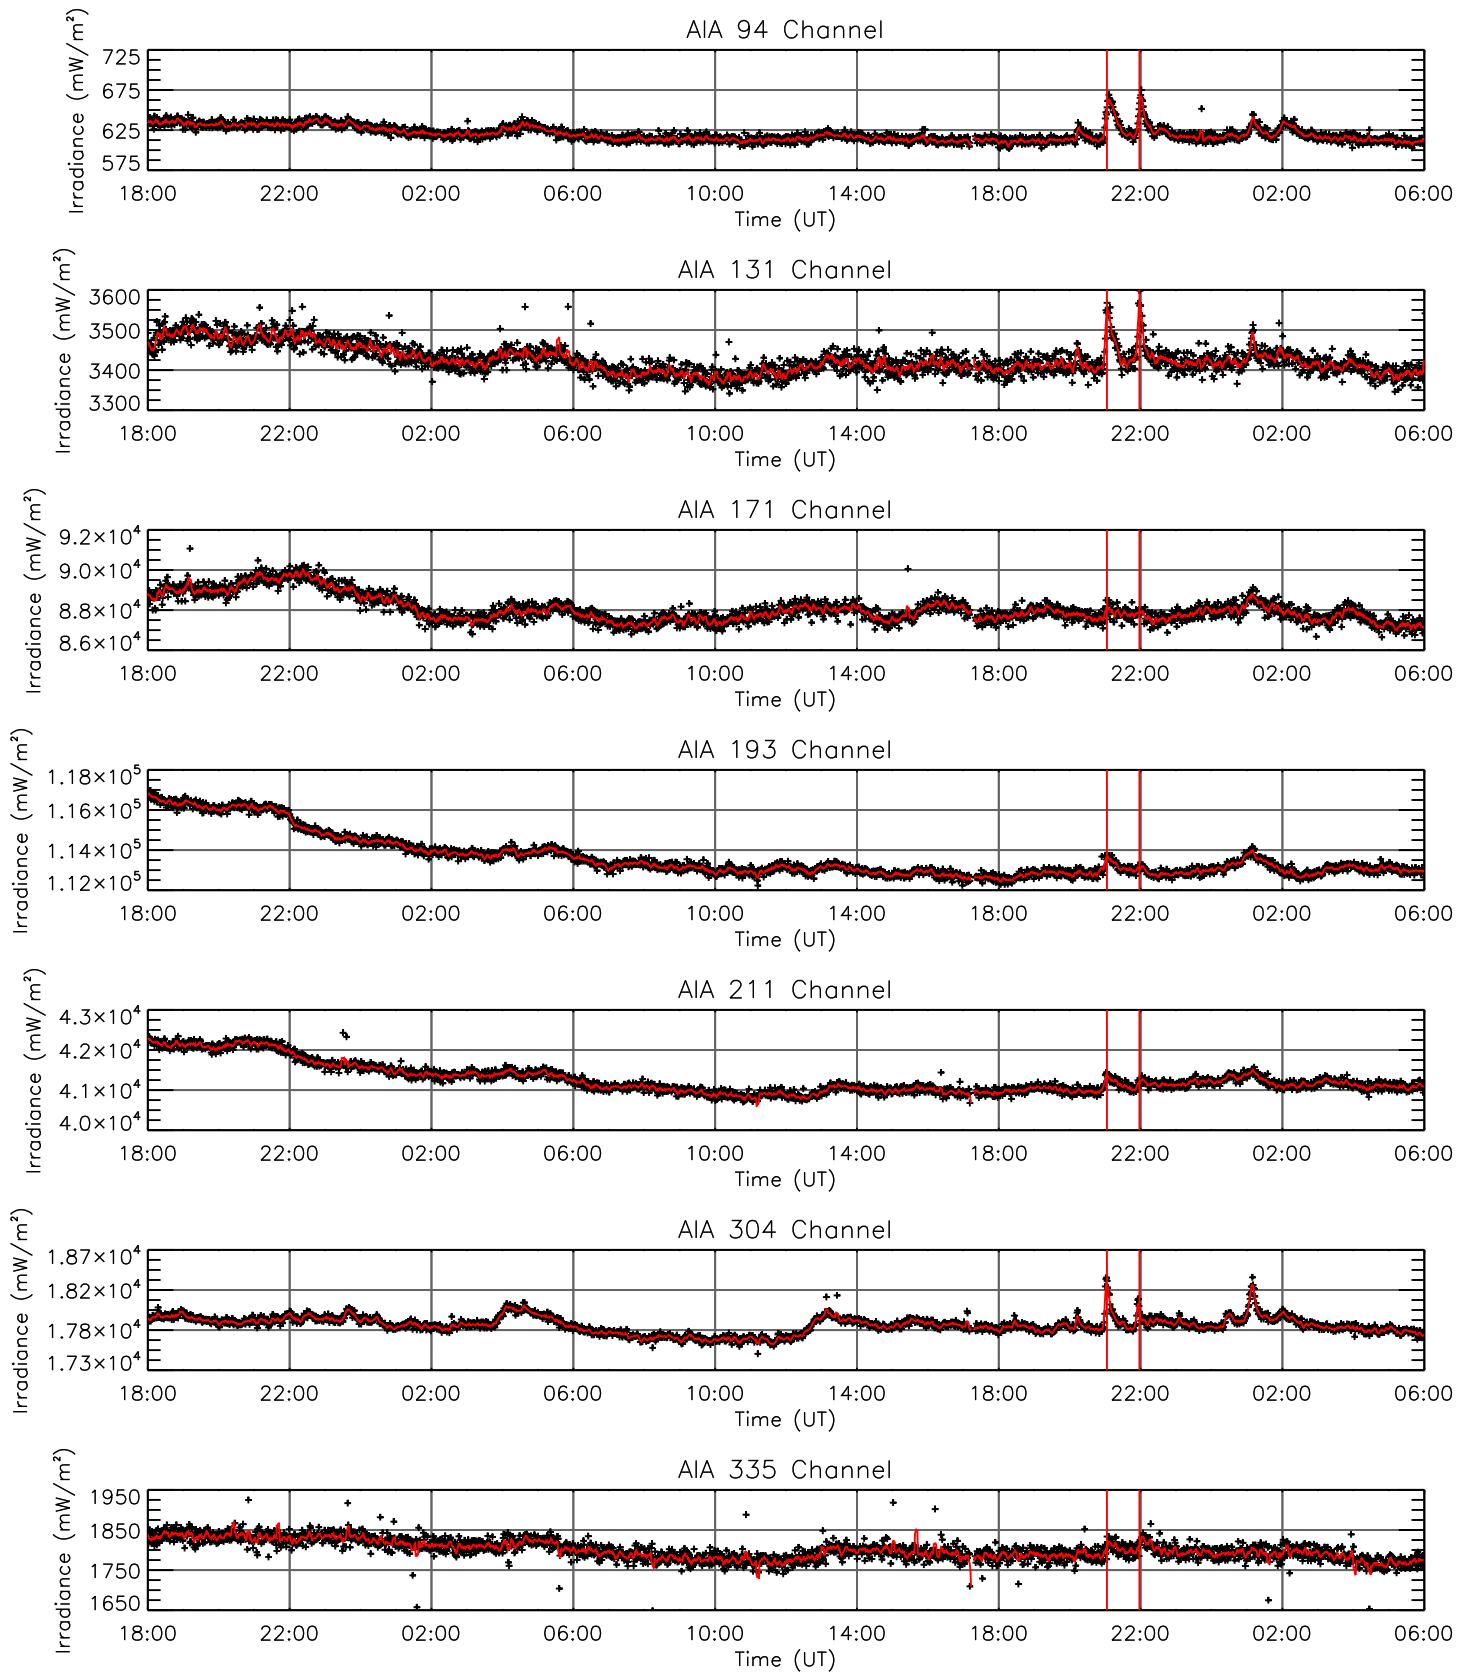 AIA 94 Channel
Irradiance (mW/m²)
725
675
625
575
18:00 22:00 02:00 06:00 10:00 14:00 18:00 22:00 02:00 06:00
Time (UT)
AIA 131 Channel
Irradiance (mW/m²)
3600
3500
3400
3300
18:00 22:00 02:00 06:00 10:00 14:00 18:00 22:00 02:00 06:00
Time (UT)
AIA 171 Channel
Irradiance (mW/m²)
9.2×10⁴
9.0×10⁴
8.8×10⁴
8.6×10⁴
18:00 22:00 02:00 06:00 10:00 14:00 18:00 22:00 02:00 06:00
Time (UT)
AIA 193 Channel
Irradiance (mW/m²)
1.18×10⁵
1.16×10⁵
1.14×10⁵
1.12×10⁵
18:00 22:00 02:00 06:00 10:00 14:00 18:00 22:00 02:00 06:00
Time (UT)
AIA 211 Channel
Irradiance (mW/m²)
4.3×10⁴
4.2×10⁴
4.1×10⁴
4.0×10⁴
18:00 22:00 02:00 06:00 10:00 14:00 18:00 22:00 02:00 06:00
Time (UT)
AIA 304 Channel
Irradiance (mW/m²)
1.87×10⁴
1.82×10⁴
1.78×10⁴
1.73×10⁴
18:00 22:00 02:00 06:00 10:00 14:00 18:00 22:00 02:00 06:00
Time (UT)
AIA 335 Channel
Irradiance (mW/m²)
1950
1850
1750
1650
18:00 22:00 02:00 06:00 10:00 14:00 18:00 22:00 02:00 06:00
Time (UT)